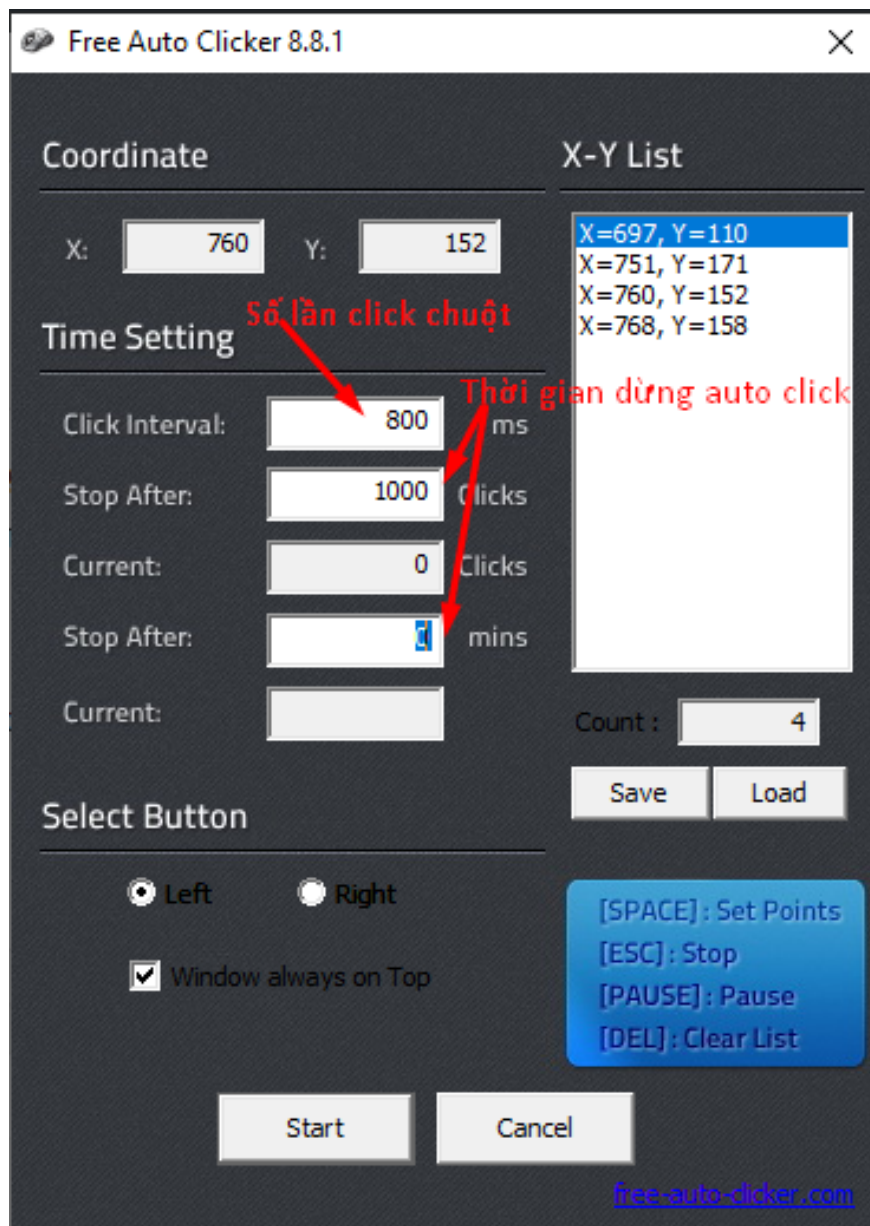 Free Auto Clicker 8.8.1
Coordinate
X: 760 Y: 152
Số lần click chuột
Time Setting
Thời gian dừng auto click
Click Interval: 800 ms
Stop After: 1000 Clicks
Current: 0 Clicks
Stop After: 0 mins
Current:
Select Button
Left Right
Window always on Top
X-Y List
X=697, Y=110
X=751, Y=171
X=760, Y=152
X=768, Y=158
Count : 4
Save Load
[SPACE] : Set Points
[ESC] : Stop
[PAUSE] : Pause
[DEL] : Clear List
Start Cancel
free-auto-clicker.com